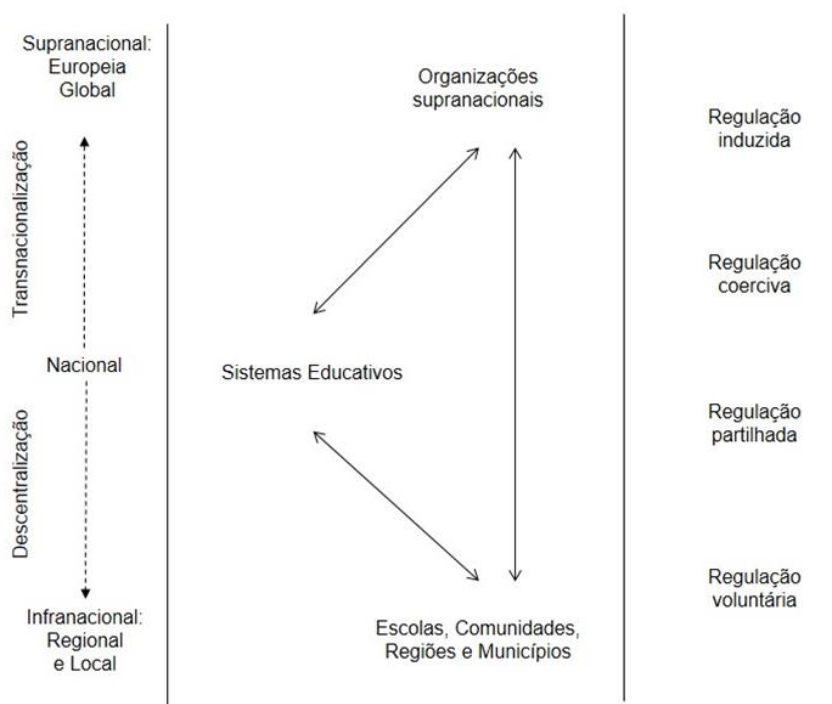 Supranacional:
Europeia
Global
Transnacionalização
Nacional
Descentralização
Infranacional:
Regional
e Local
Organizações
supranacionais
Sistemas Educativos
Escolas, Comunidades,
Regiões e Municípios
Regulação
induzida
Regulação
coerciva
Regulação
partilhada
Regulação
voluntária